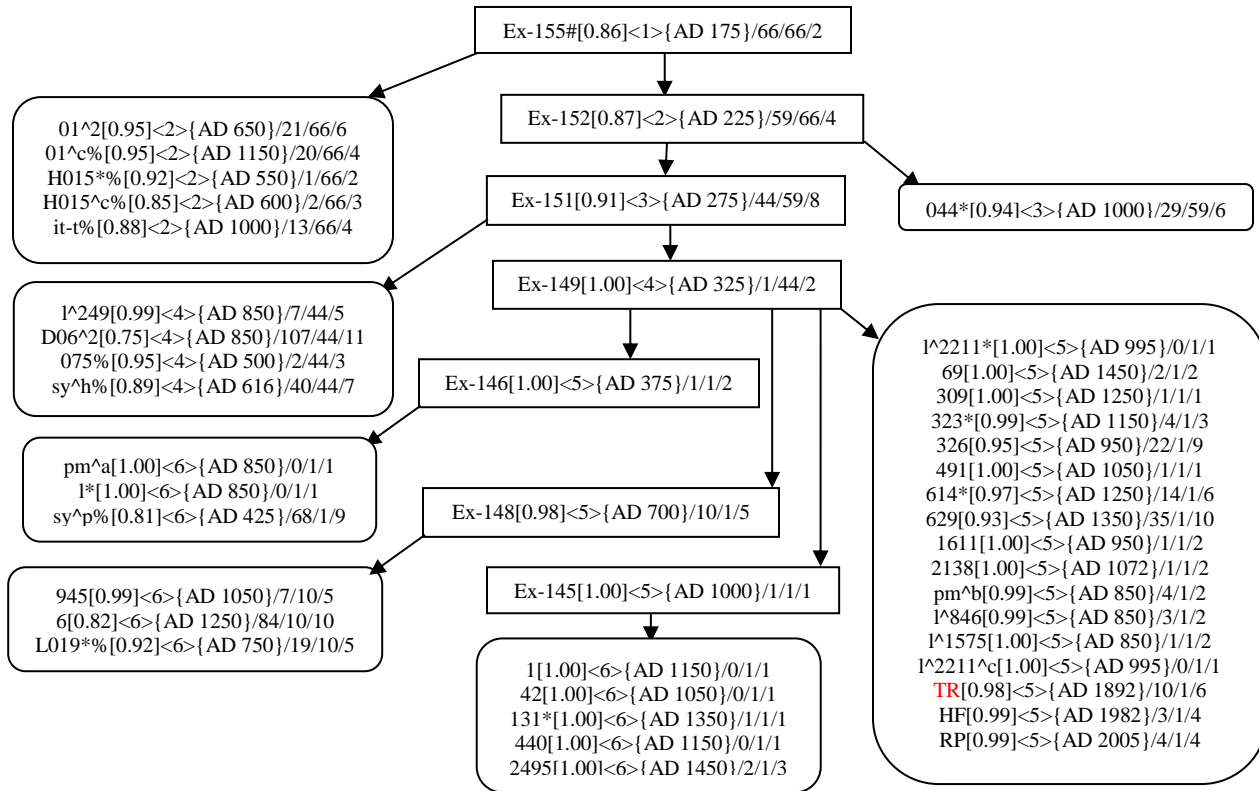 Ex-155#[0.86]<1>{AD 175}/66/66/2
01^2[0.95]<2>{AD 650}/21/66/6
01^c%[0.95]<2>{AD 1150}/20/66/4
H015*%[0.92]<2>{AD 550}/1/66/2
H015^c%[0.85]<2>{AD 600}/2/66/3
it-t%[0.88]<2>{AD 1000}/13/66/4
Ex-152[0.87]<2>{AD 225}/59/66/4
Ex-151[0.91]<3>{AD 275}/44/59/8
044*[0.94]<3>{AD 1000}/29/59/6
Ex-149[1.00]<4>{AD 325}/1/44/2
l^249[0.99]<4>{AD 850}/7/44/5
D06^2[0.75]<4>{AD 850}/107/44/11
075%[0.95]<4>{AD 500}/2/44/3
sy^h%[0.89]<4>{AD 616}/40/44/7
Ex-146[1.00]<5>{AD 375}/1/1/2
pm^a[1.00]<6>{AD 850}/0/1/1
l*[1.00]<6>{AD 850}/0/1/1
sy^p%[0.81]<6>{AD 425}/68/1/9
Ex-148[0.98]<5>{AD 700}/10/1/5
945[0.99]<6>{AD 1050}/7/10/5
6[0.82]<6>{AD 1250}/84/10/10
L019*%[0.92]<6>{AD 750}/19/10/5
Ex-145[1.00]<5>{AD 1000}/1/1/1
1[1.00]<6>{AD 1150}/0/1/1
42[1.00]<6>{AD 1050}/0/1/1
131*[1.00]<6>{AD 1350}/1/1/1
440[1.00]<6>{AD 1150}/0/1/1
2495[1.00]<6>{AD 1450}/2/1/3
l^2211*[1.00]<5>{AD 995}/0/1/1
69[1.00]<5>{AD 1450}/2/1/2
309[1.00]<5>{AD 1250}/1/1/1
323*[0.99]<5>{AD 1150}/4/1/3
326[0.95]<5>{AD 950}/22/1/9
491[1.00]<5>{AD 1050}/1/1/1
614*[0.97]<5>{AD 1250}/14/1/6
629[0.93]<5>{AD 1350}/35/1/10
1611[1.00]<5>{AD 950}/1/1/2
2138[1.00]<5>{AD 1072}/1/1/2
pm^b[0.99]<5>{AD 850}/4/1/2
l^846[0.99]<5>{AD 850}/3/1/2
l^1575[1.00]<5>{AD 850}/1/1/2
l^2211^c[1.00]<5>{AD 995}/0/1/1
TR[0.98]<5>{AD 1892}/10/1/6
HF[0.99]<5>{AD 1982}/3/1/4
RP[0.99]<5>{AD 2005}/4/1/4